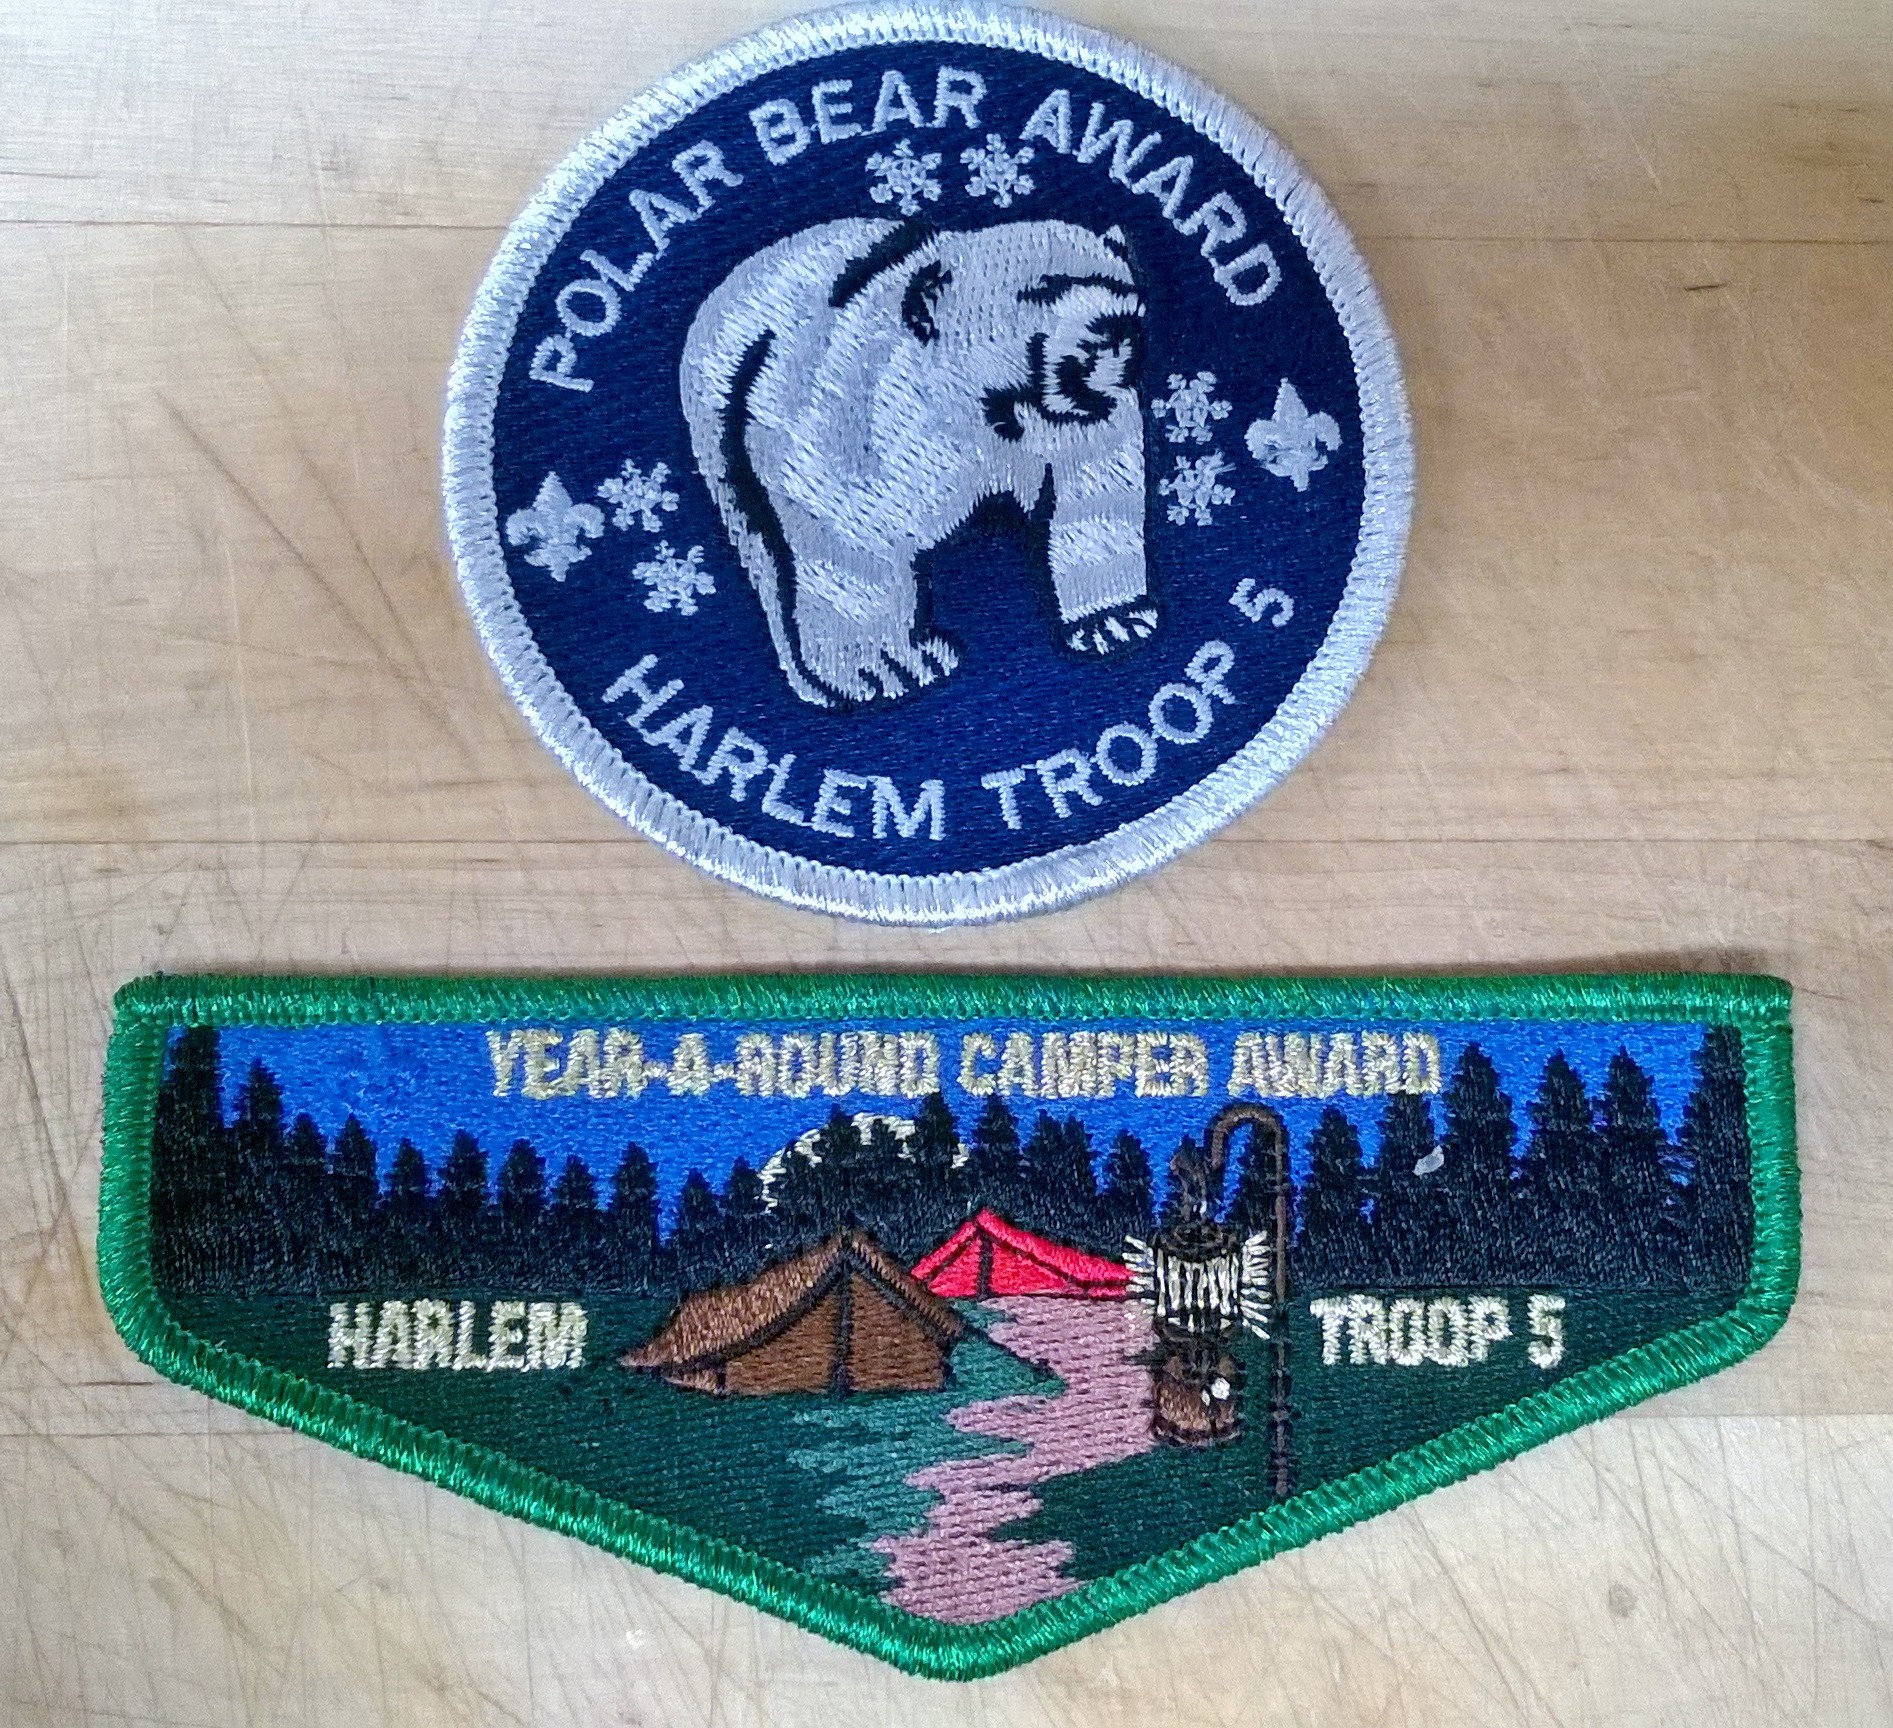 POLAR BEAR AWARD
HARLEM TROOP 5
YEAR-A-ROUND CAMPER AWARD
HARLEM TROOP 5